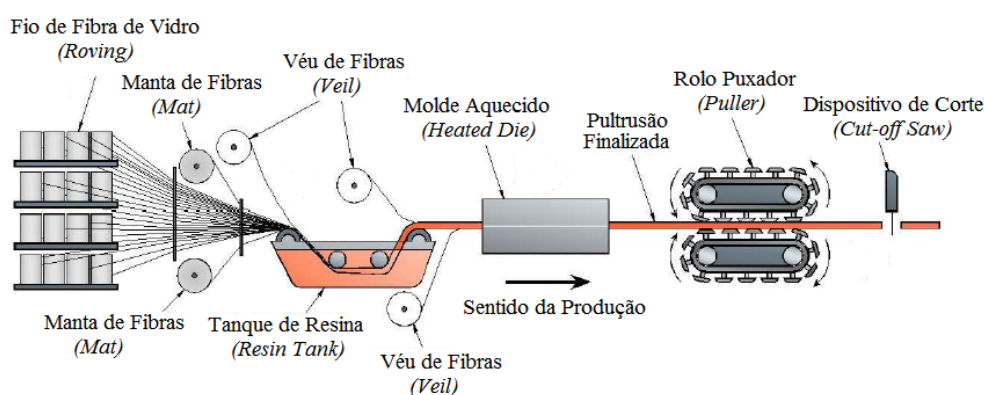 Fio de Fibra de Vidro
(Roving)
Manta de Fibras
(Mat)
Véu de Fibras
(Veil)
Molde Aquecido
(Heated Die)
Pultrusão
Finalizada
Rolo Puxador
(Puller)
Dispositivo de Corte
(Cut-off Saw)
Manta de Fibras
(Mat)
Tanque de Resina
(Resin Tank)
Véu de Fibras
(Veil)
Sentido da Produção